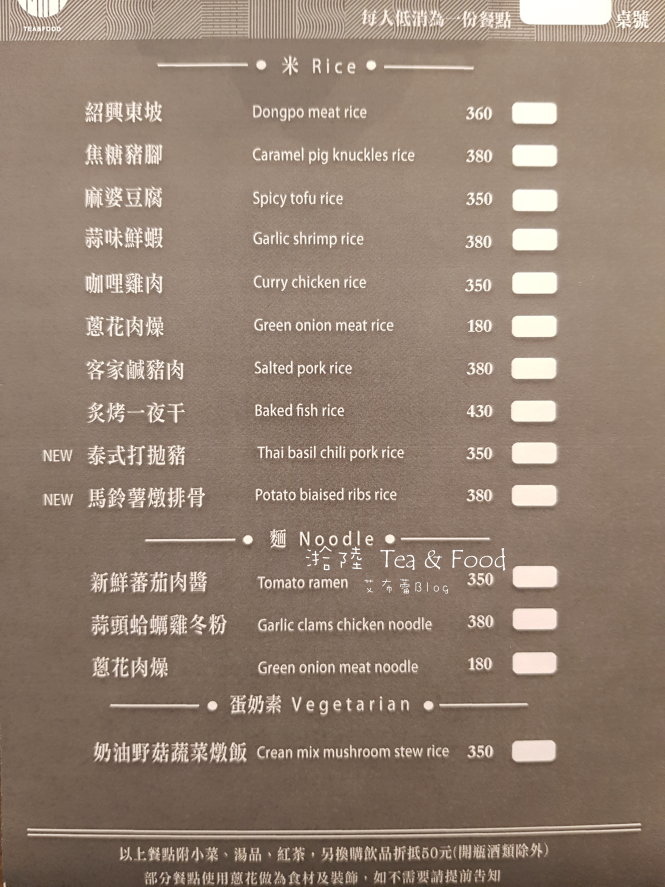 TEA&FOOD
每人低消為一份餐點 桌號
米 Rice
紹興東坡 Dongpo meat rice 360
焦糖豬腳 Caramel pig knuckles rice 380
麻婆豆腐 Spicy tofu rice 350
蒜味鮮蝦 Garlic shrimp rice 380
咖哩雞肉 Curry chicken rice 350
蔥花肉燥 Green onion meat rice 180
客家鹹豬肉 Salted pork rice 380
炙烤一夜干 Baked fish rice 430
NEW 泰式打拋豬 Thai basil chili pork rice 350
NEW 馬鈴薯燉排骨 Potato biaised ribs rice 380
麵 Noodle
湁陸 Tea & Food
新鮮蕃茄肉醬 Tomato ramen 350
艾布蕾Blog
蒜頭蛤蠣雞冬粉 Garlic clams chicken noodle 380
蔥花肉燥 Green onion meat noodle 180
蛋奶素 Vegetarian
奶油野菇蔬菜燉飯 Crean mix mushroom stew rice 350
以上餐點附小菜、湯品、紅茶，另換購飲品折抵50元(開瓶酒類除外)
部分餐點使用蔥花做為食材及裝飾，如不需要請提前告知